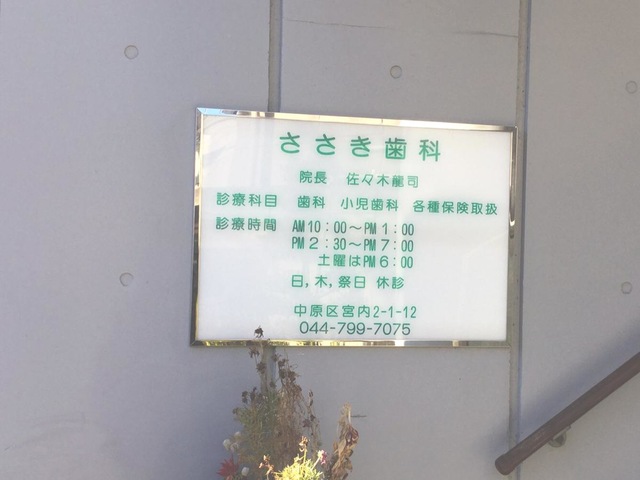 ささき歯科
院長 佐々木龍司
診療科目 歯科 小児歯科 各種保険取扱
診療時間 AM10:00～PM1:00
PM2:30～PM7:00
土曜はPM6:00
日,木,祭日 休診
中原区宮内2-1-12
044-799-7075